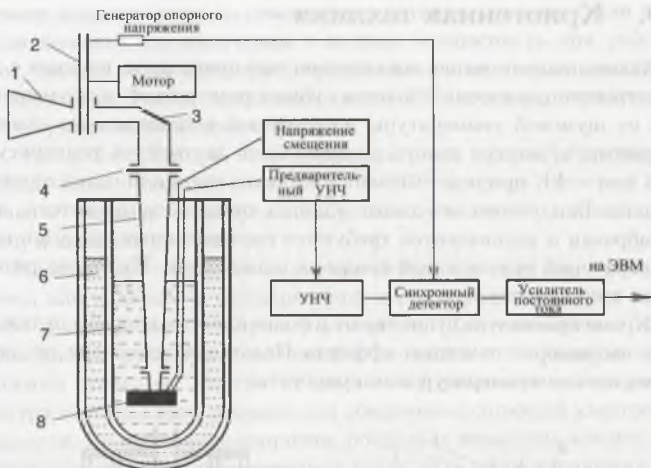 Генератор опорного
напряжения
2
Мотор
1
3
Напряжение
смещения
Предваритель-
ный УНЧ
4
5
6
на ЭВМ
УНЧ
Синхронный
детектор
Усилитель
постоянного
тока
7
8